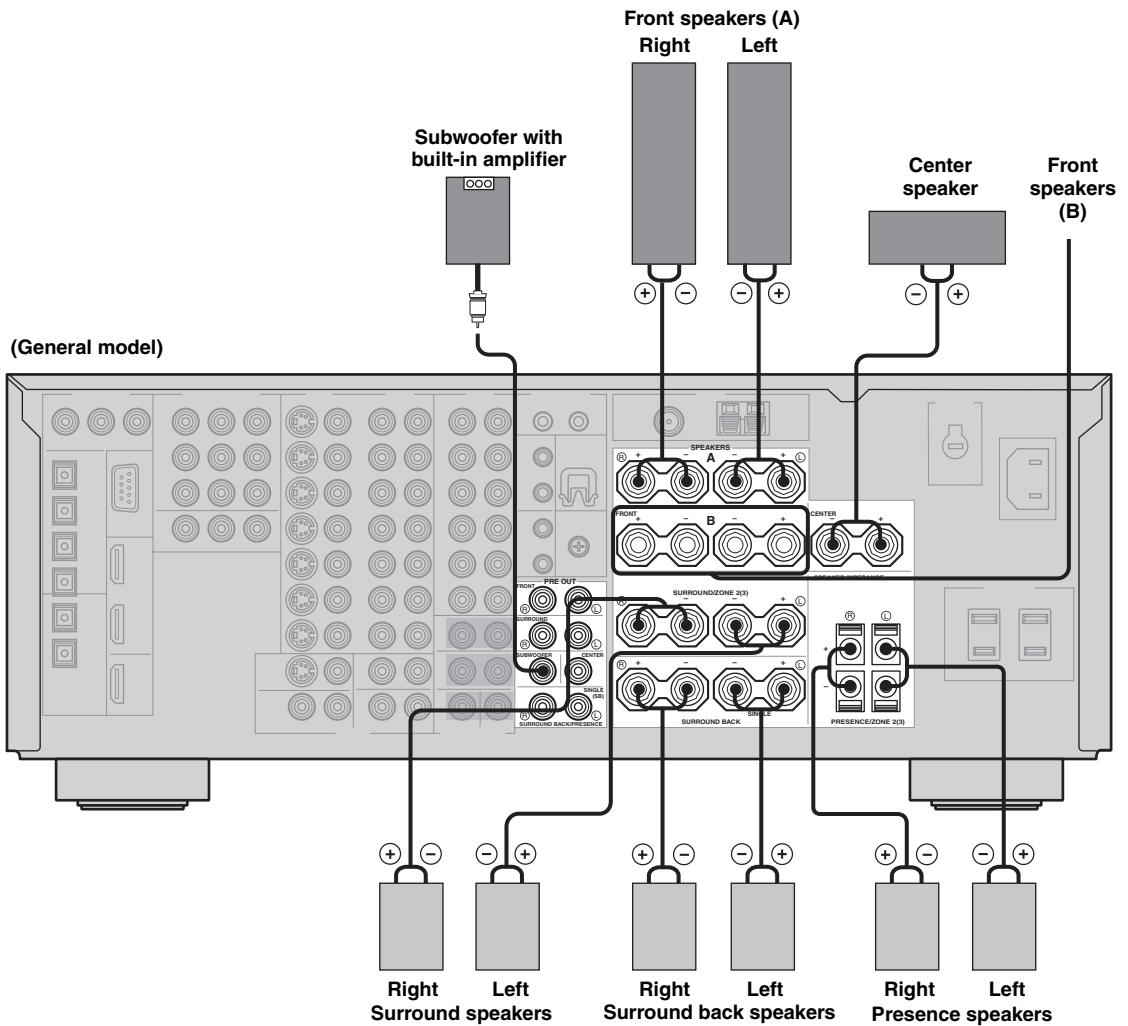 Front speakers (A)
Right Left
Subwoofer with
built-in amplifier
Center
speaker
Front
speakers
(B)
+ − − +
− +
(General model)
SPEAKERS
R + − A − + L
FRONT
+ − B − +
CENTER
− +
PRE OUT
FRONT
R L
SURROUND
R L
SUBWOOFER CENTER
SINGLE
(SB)
R L
SURROUND BACK/PRESENCE
SPEAKER IMPEDANCE
SURROUND/ZONE 2(3)
R + − − + L
R + − − + L
SURROUND BACK
SINGLE
R L
+
−
PRESENCE/ZONE 2(3)
+ − − +
+ − − +
+ − − +
Right Left
Surround speakers
Right Left
Surround back speakers
Right Left
Presence speakers